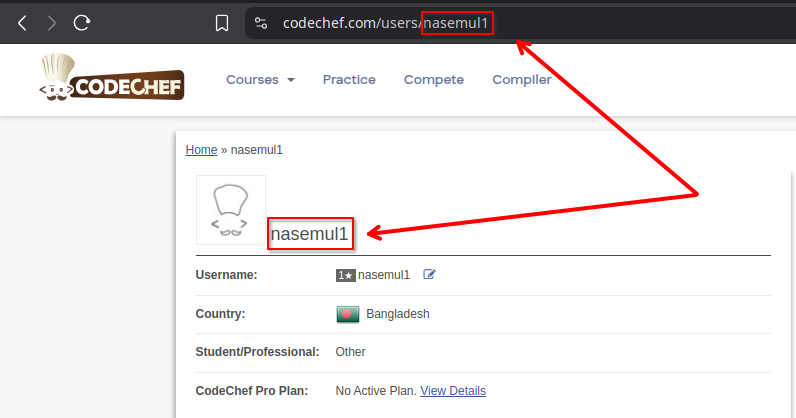 codechef.com/users/nasemul1
CODECHEF
Courses Practice Compete Compiler
Home » nasemul1
nasemul1
Username: 1★ nasemul1
Country: Bangladesh
Student/Professional: Other
CodeChef Pro Plan: No Active Plan. View Details